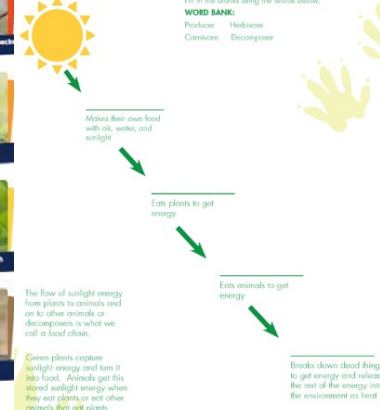 Fill in the blanks using the words below.
WORD BANK:
Producer Herbivore
Carnivore Decomposer
Makes their own food
with air, water, and
sunlight
Eats plants to get
energy
Eats animals to get
energy
The flow of sunlight energy
from plants to animals and
on to other animals or
decomposers is what we
call a food chain.
Breaks down dead thing
to get energy and releas
the rest of the energy into
the environment as heat
Green plants capture
sunlight energy and turn it
into food. Animals get this
stored sunlight energy when
they eat plants or eat other
animals that eat plants.